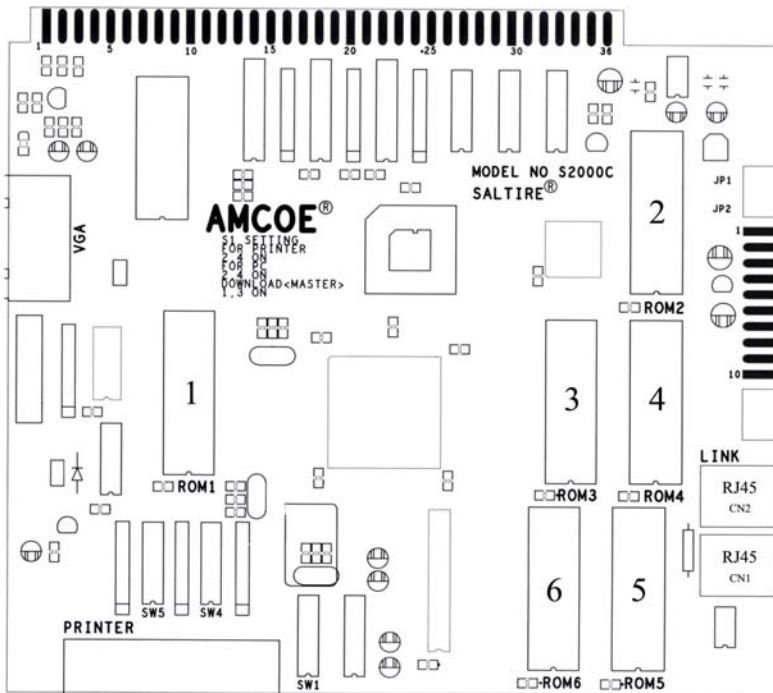 1 5 10 15 20 25 30 36
MODEL NO S2000C
SALTIRE®
AMCOE®
S1 SETTING
FOR PRINTER
2,4 ON
FOR PC
2,4 ON
DOWNLOAD<MASTER>
1,3 ON
VGA
JP1
JP2
1
10
2
ROM2
1
ROM1
3
ROM3
4
ROM4
LINK
RJ45
CN2
RJ45
CN1
6
ROM6
5
ROM5
SW5
SW4
PRINTER
SW1